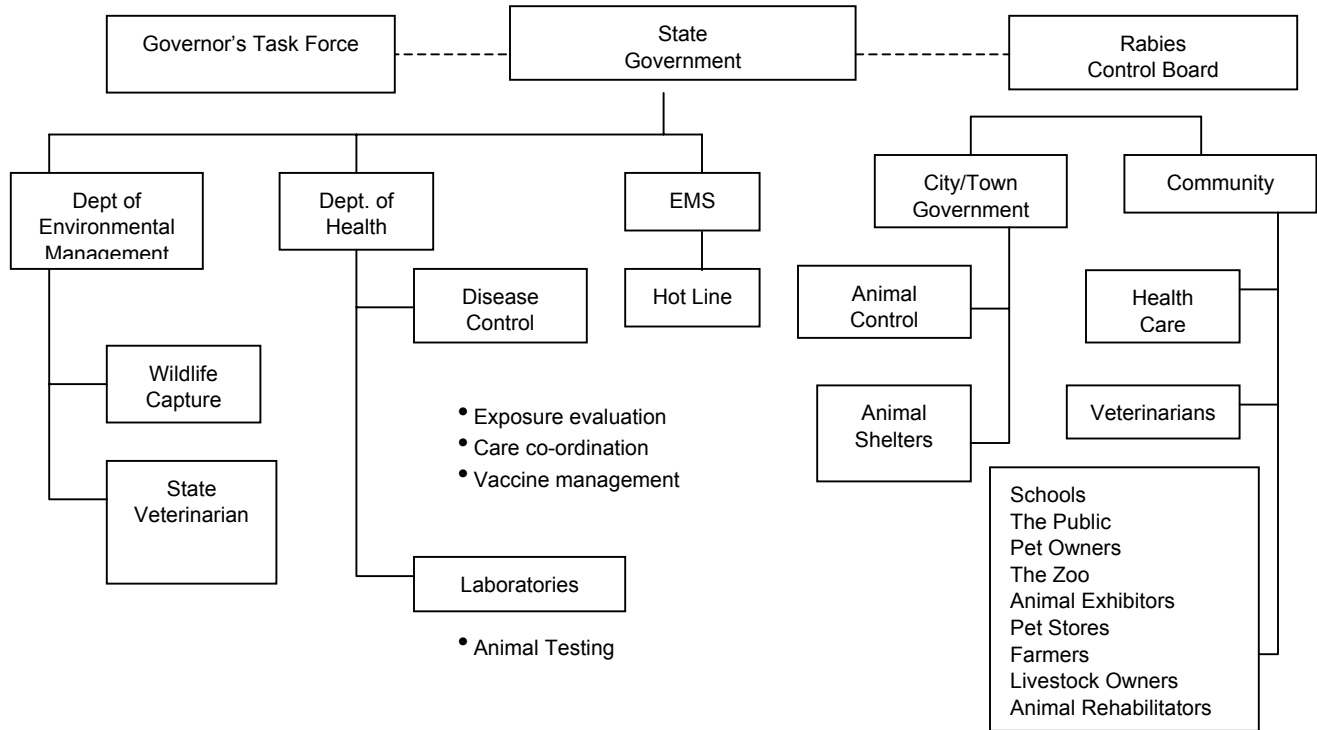 Governor’s Task Force
State
Government
Rabies
Control Board
Dept of
Environmental
Management
Dept. of
Health
EMS
City/Town
Government
Community
Disease
Control
Hot Line
Animal
Control
Health
Care
Wildlife
Capture
• Exposure evaluation
• Care co-ordination
• Vaccine management
Animal
Shelters
Veterinarians
State
Veterinarian
Laboratories
• Animal Testing
Schools
The Public
Pet Owners
The Zoo
Animal Exhibitors
Pet Stores
Farmers
Livestock Owners
Animal Rehabilitators